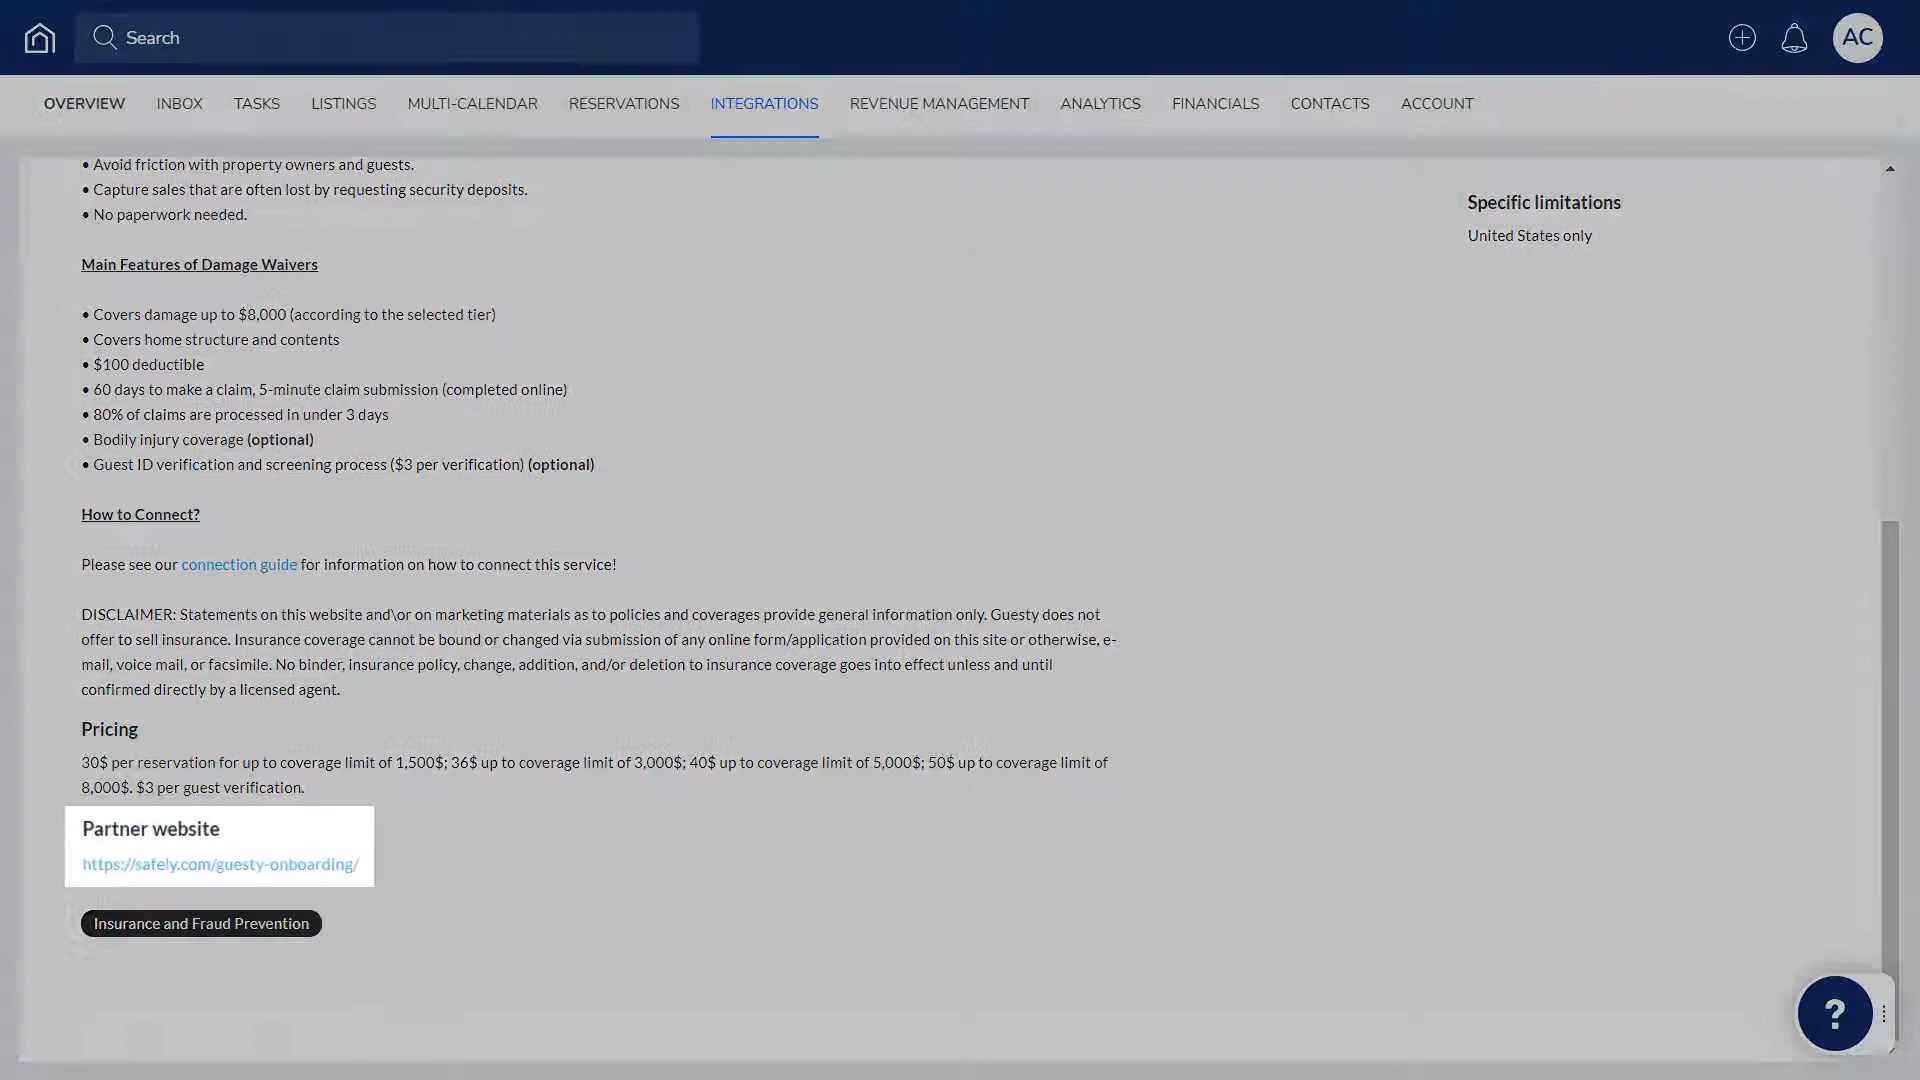 Search
AC
OVERVIEW INBOX TASKS LISTINGS MULTI-CALENDAR RESERVATIONS INTEGRATIONS REVENUE MANAGEMENT ANALYTICS FINANCIALS CONTACTS ACCOUNT
• Avoid friction with property owners and guests.
• Capture sales that are often lost by requesting security deposits.
• No paperwork needed.
Specific limitations
United States only
Main Features of Damage Waivers
• Covers damage up to $8,000 (according to the selected tier)
• Covers home structure and contents
• $100 deductible
• 60 days to make a claim, 5-minute claim submission (completed online)
• 80% of claims are processed in under 3 days
• Bodily injury coverage (optional)
• Guest ID verification and screening process ($3 per verification) (optional)
How to Connect?
Please see our connection guide for information on how to connect this service!
DISCLAIMER: Statements on this website and\or on marketing materials as to policies and coverages provide general information only. Guesty does not
offer to sell insurance. Insurance coverage cannot be bound or changed via submission of any online form/application provided on this site or otherwise, e-
mail, voice mail, or facsimile. No binder, insurance policy, change, addition, and/or deletion to insurance coverage goes into effect unless and until
confirmed directly by a licensed agent.
Pricing
30$ per reservation for up to coverage limit of 1,500$; 36$ up to coverage limit of 3,000$; 40$ up to coverage limit of 5,000$; 50$ up to coverage limit of
8,000$. $3 per guest verification.
Partner website
https://safely.com/guesty-onboarding/
Insurance and Fraud Prevention
?